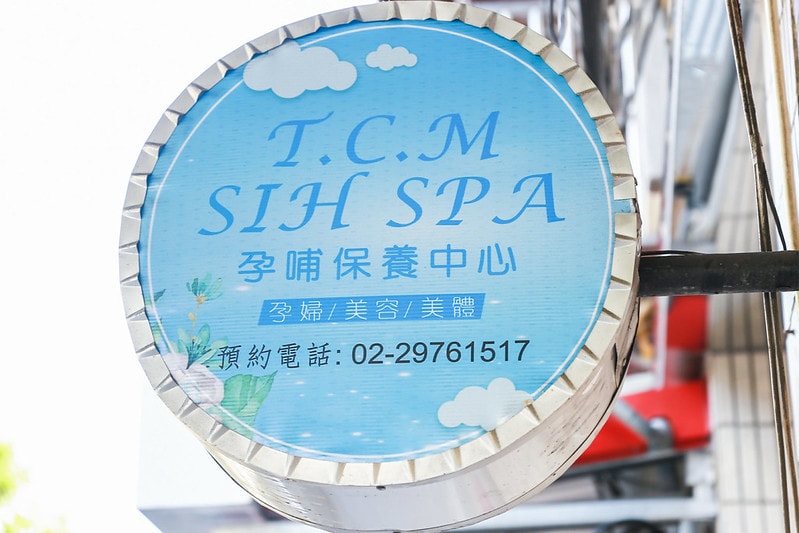 T.C.M
SIH SPA
孕哺保養中心
孕婦/美容/美體
預約電話: 02-29761517